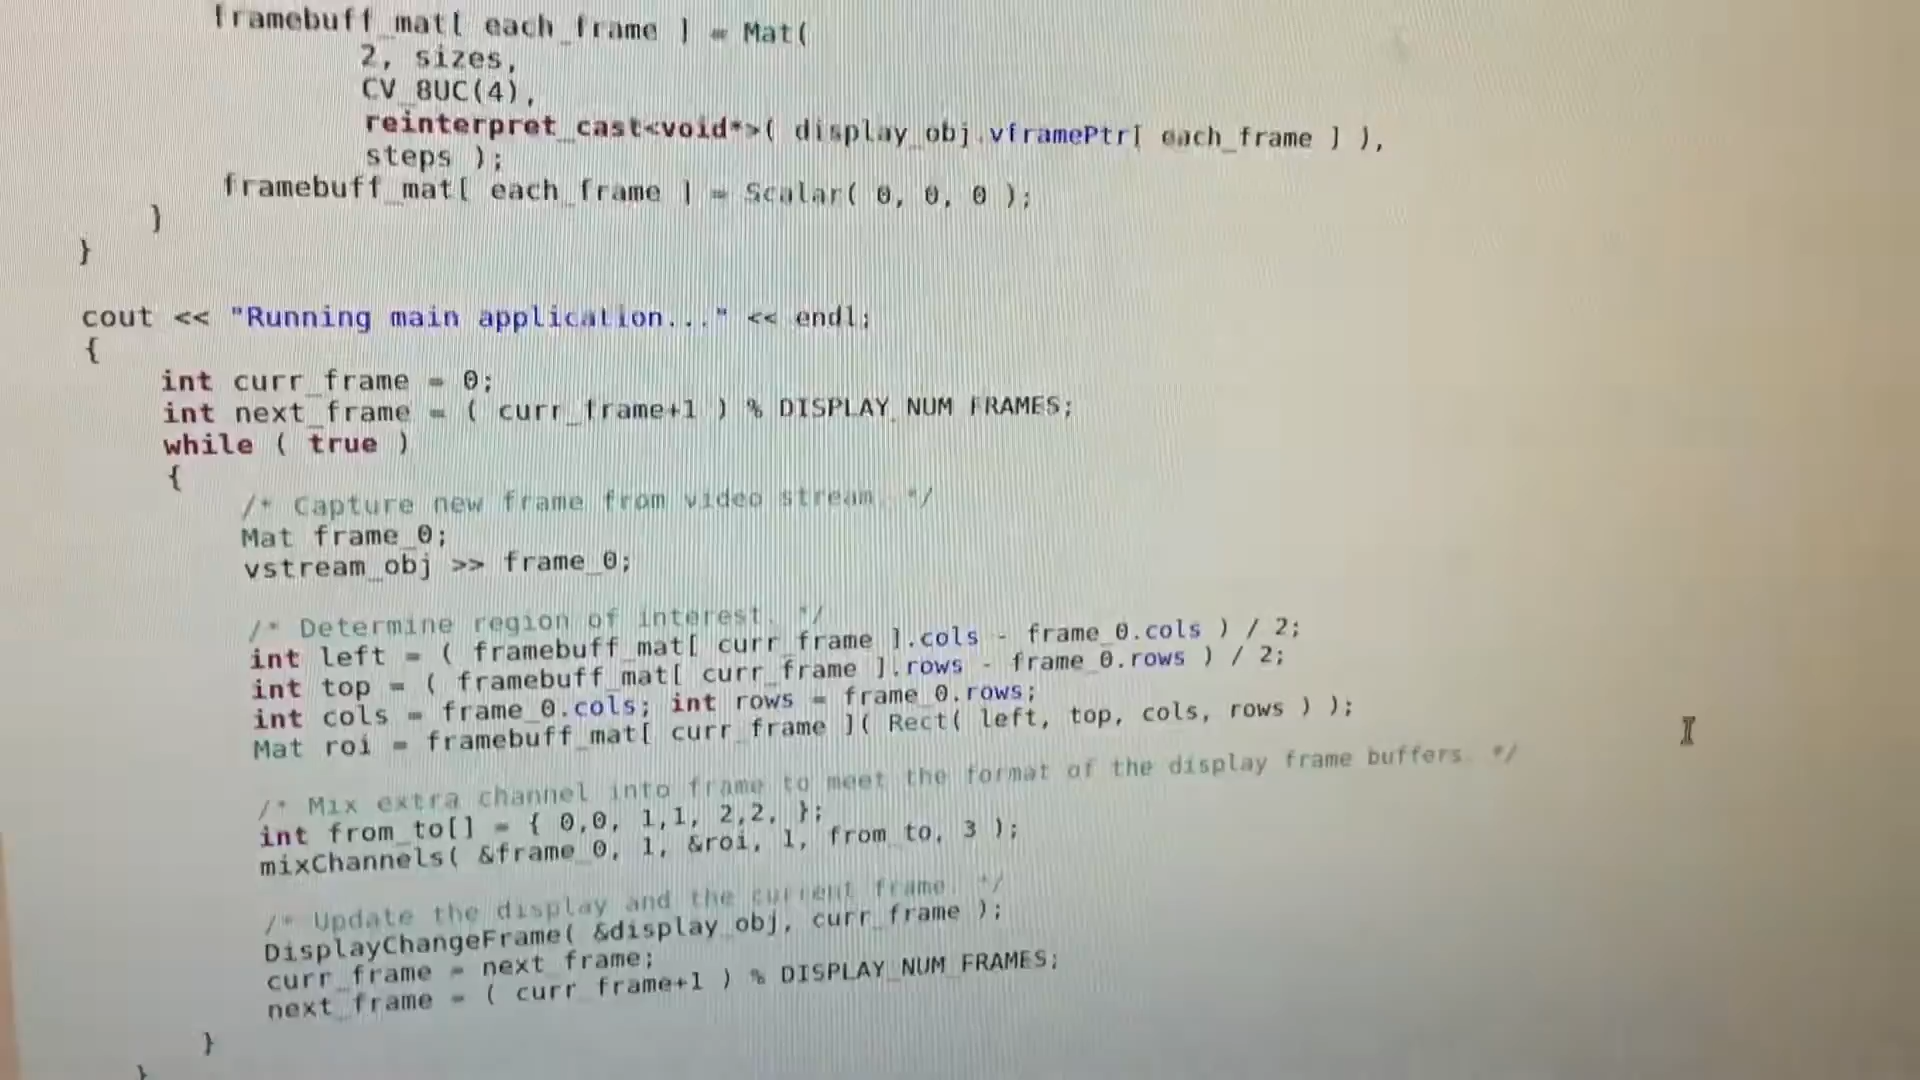 framebuff_mat[ each_frame ] = Mat(
2, sizes,
CV_8UC(4),
reinterpret_cast<void*>( display_obj.vframePtr[ each_frame ] ),
steps );
framebuff_mat[ each_frame ] = Scalar( 0, 0, 0 );
}
}
cout << "Running main application..." << endl;
{
int curr_frame = 0;
int next_frame = ( curr_frame+1 ) % DISPLAY_NUM_FRAMES;
while ( true )
{
/* Capture new frame from video stream. */
Mat frame_0;
vstream_obj >> frame_0;
/* Determine region of interest. */
int left = ( framebuff_mat[ curr_frame ].cols - frame_0.cols ) / 2;
int top = ( framebuff_mat[ curr_frame ].rows - frame_0.rows ) / 2;
int cols = frame_0.cols; int rows = frame_0.rows;
Mat roi = framebuff_mat[ curr_frame ]( Rect( left, top, cols, rows ) );
/* Mix extra channel into frame to meet the format of the display frame buffers. */
int from_to[] = { 0,0, 1,1, 2,2, };
mixChannels( &frame_0, 1, &roi, 1, from_to, 3 );
/* Update the display and the current frame. */
DisplayChangeFrame( &display_obj, curr_frame );
curr_frame = next_frame;
next_frame = ( curr_frame+1 ) % DISPLAY_NUM_FRAMES;
}
}